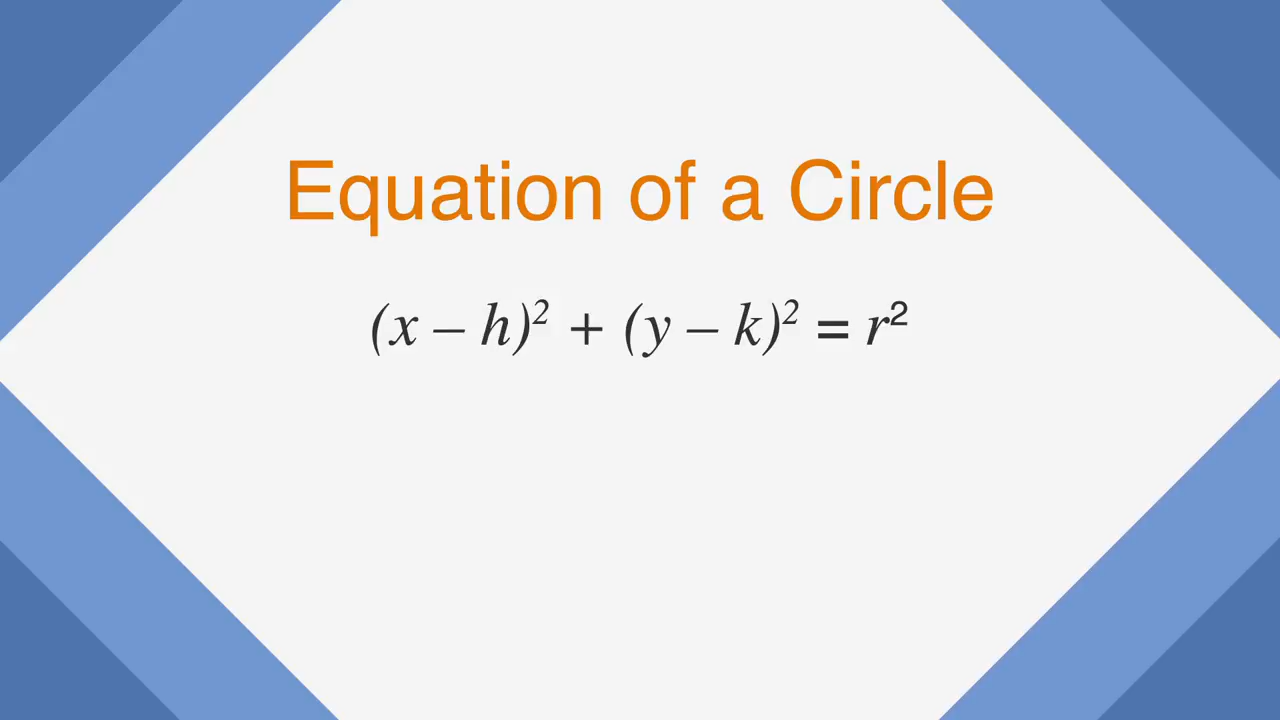 Equation of a Circle
(x – h)² + (y – k)² = r²